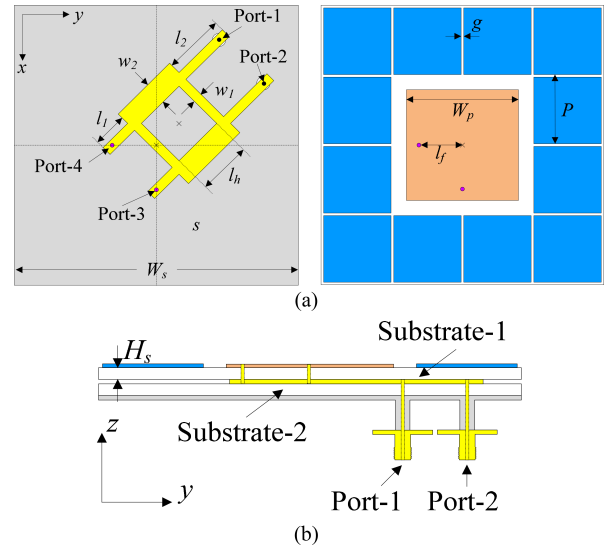 y
x
l2
Port-1
Port-2
w2
w1
l1
Port-4
lh
Port-3
s
Ws
g
Wp
P
lf
(a)
Substrate-1
Hs
Substrate-2
z
y
Port-1
Port-2
(b)